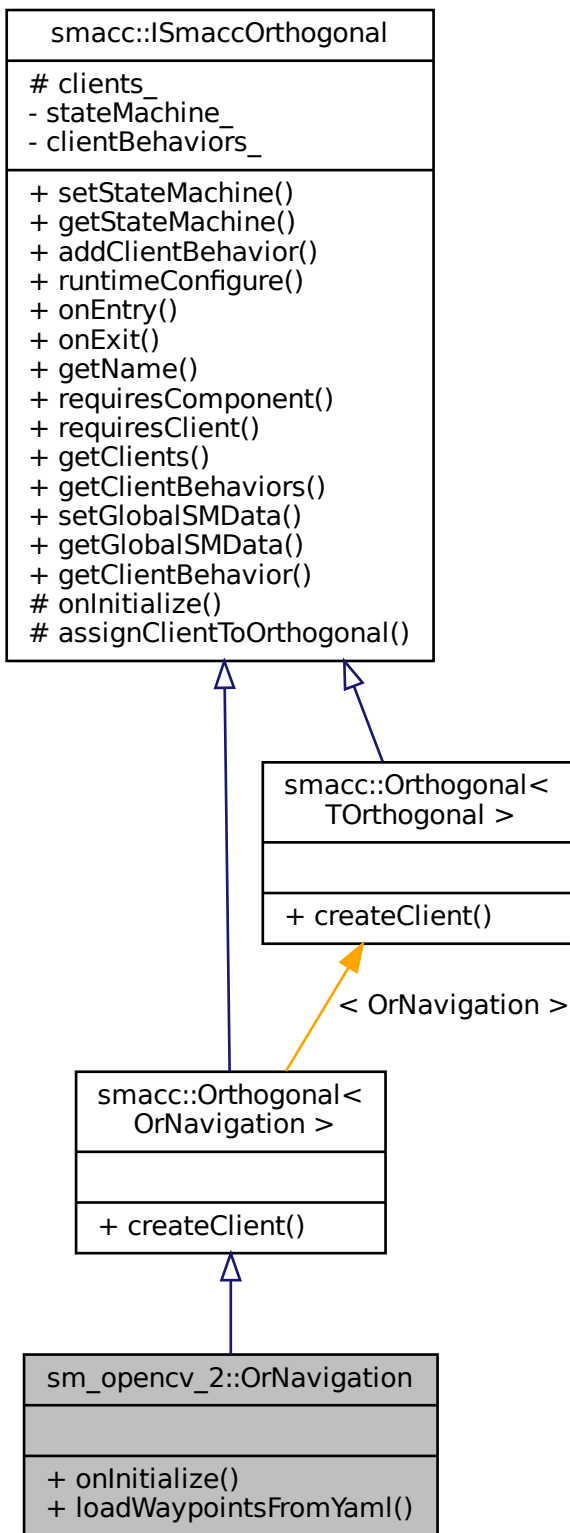 smacc::ISmaccOrthogonal
# clients_
- stateMachine_
- clientBehaviors_
+ setStateMachine()
+ getStateMachine()
+ addClientBehavior()
+ runtimeConfigure()
+ onEntry()
+ onExit()
+ getName()
+ requiresComponent()
+ requiresClient()
+ getClients()
+ getClientBehaviors()
+ setGlobalSMData()
+ getGlobalSMData()
+ getClientBehavior()
# onInitialize()
# assignClientToOrthogonal()
smacc::Orthogonal<
TOrthogonal >
+ createClient()
< OrNavigation >
smacc::Orthogonal<
OrNavigation >
+ createClient()
sm_opencv_2::OrNavigation
+ onInitialize()
+ loadWaypointsFromYaml()